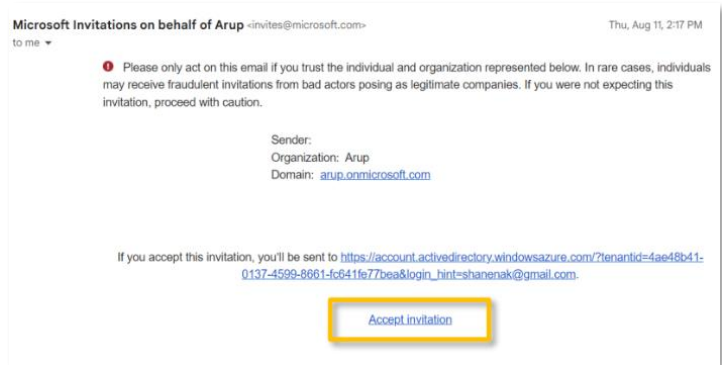 Microsoft Invitations on behalf of Arup <invites@microsoft.com> Thu, Aug 11, 2:17 PM
to me
Please only act on this email if you trust the individual and organization represented below. In rare cases, individuals
may receive fraudulent invitations from bad actors posing as legitimate companies. If you were not expecting this
invitation, proceed with caution.
Sender:
Organization: Arup
Domain: arup.onmicrosoft.com
If you accept this invitation, you'll be sent to https://account.activedirectory.windowsazure.com/?tenantid=4ae48b41-
0137-4599-8661-fc641fe77bea&login_hint=shanenak@gmail.com.
Accept invitation